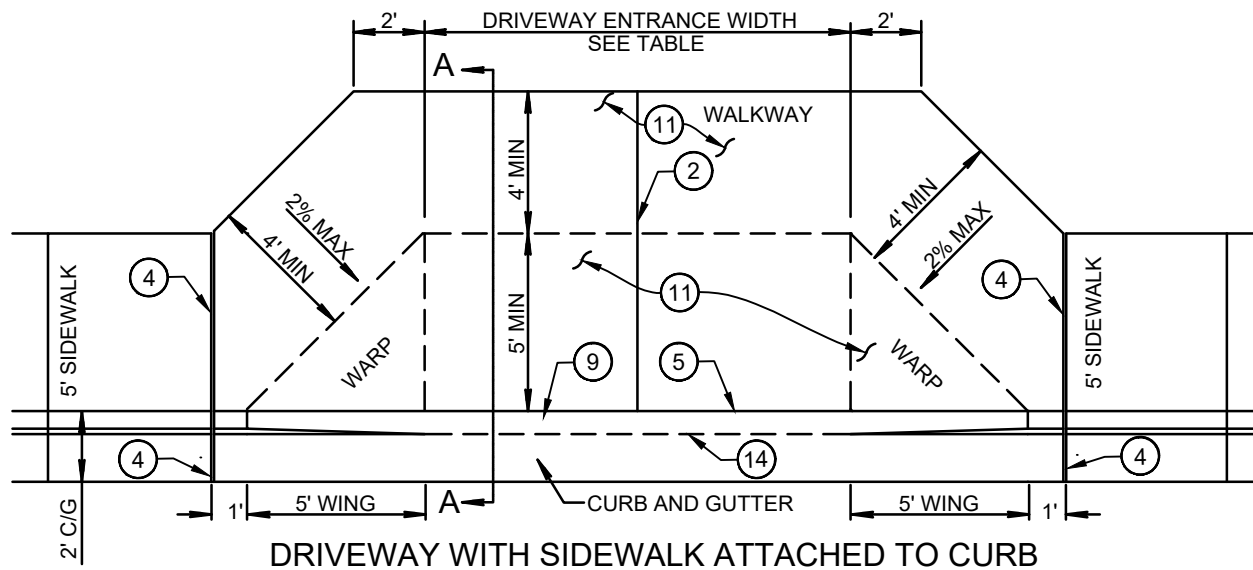 2'
DRIVEWAY ENTRANCE WIDTH
SEE TABLE
2'
A
11
WALKWAY
4' MIN
2
2% MAX
4' MIN
4' MIN
2% MAX
5' SIDEWALK
4
4
5' SIDEWALK
11
5' MIN
WARP
WARP
9
5
4
14
4
2' C/G
1'
5' WING
A
CURB AND GUTTER
5' WING
1'
DRIVEWAY WITH SIDEWALK ATTACHED TO CURB